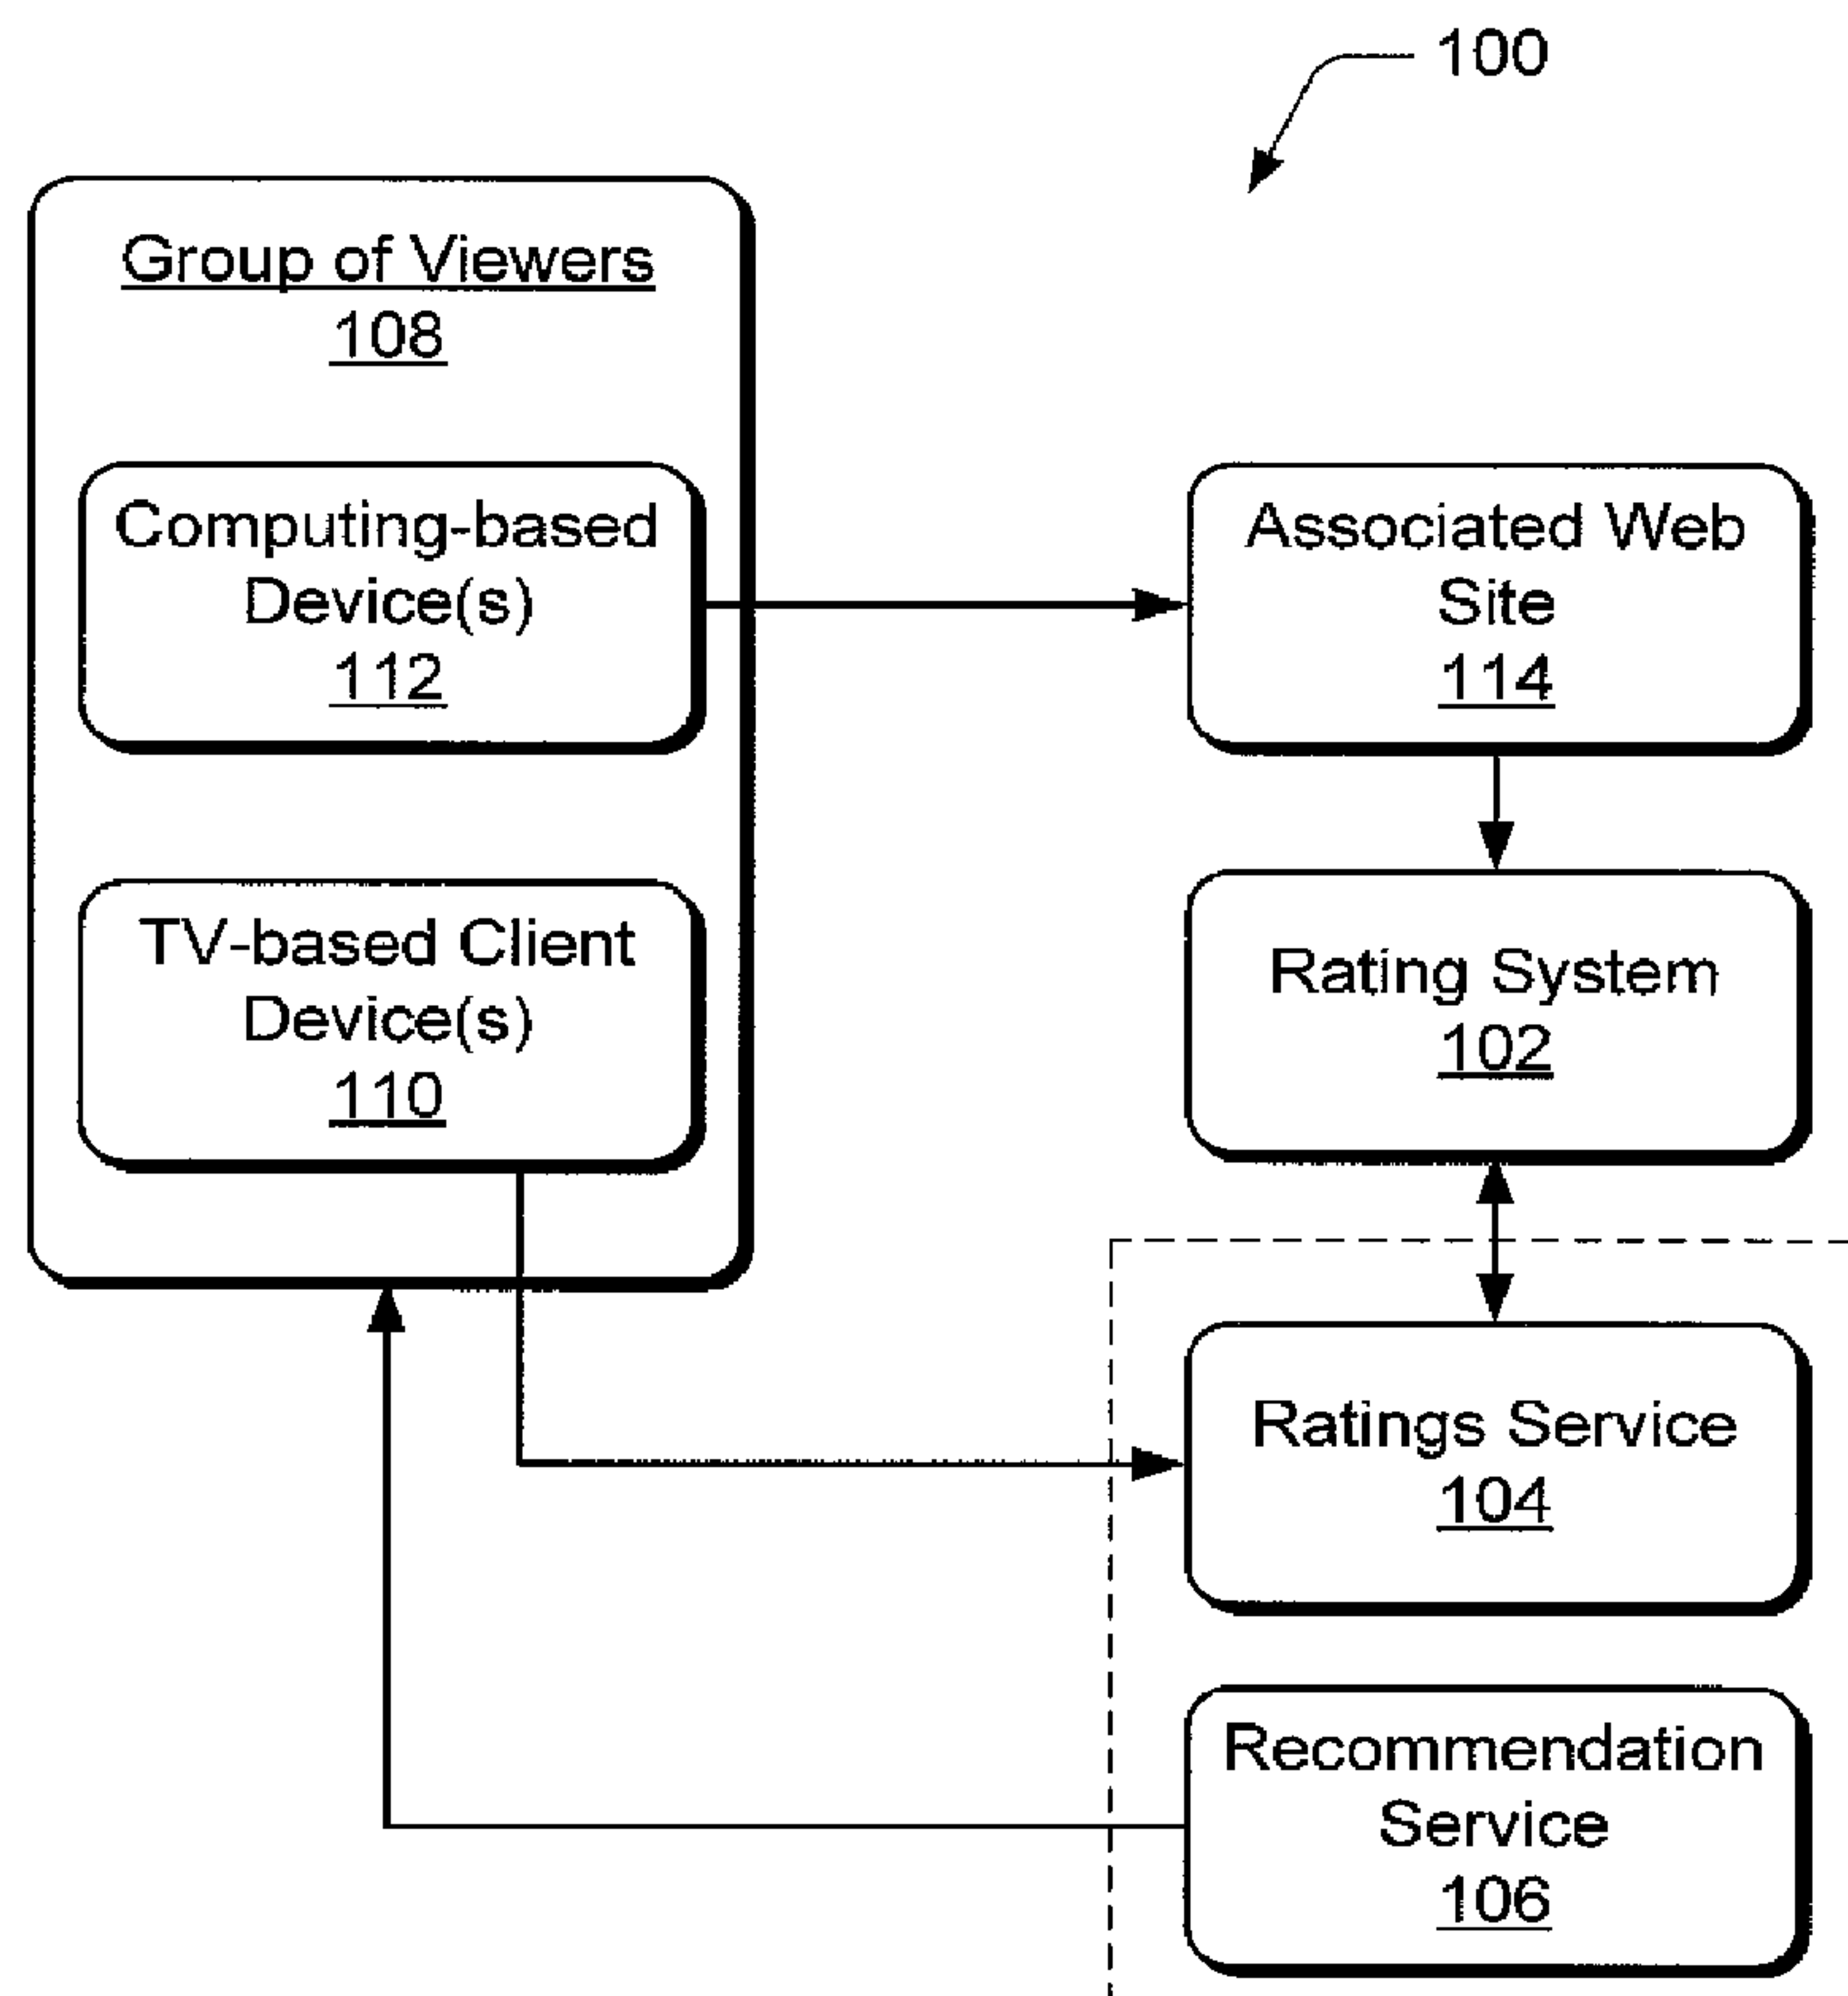 100
Group of Viewers
108
Computing-based
Device(s)
112
TV-based Client
Device(s)
110
Associated Web
Site
114
Rating System
102
Ratings Service
104
Recommendation
Service
106